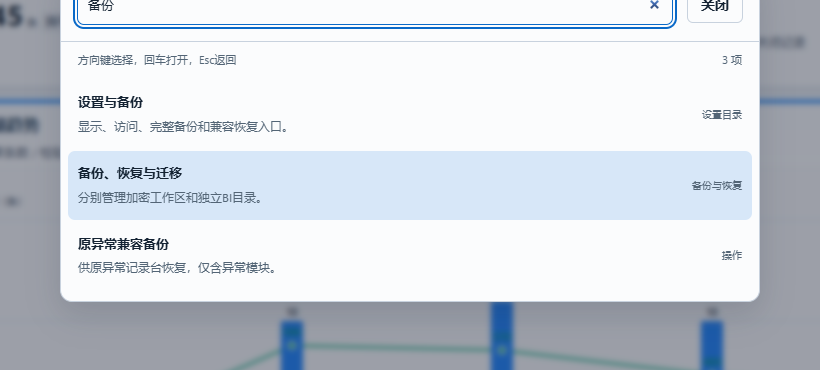 备份
×
关闭
方向键选择，回车打开，Esc返回
3 项
设置与备份
显示、访问、完整备份和兼容恢复入口。
设置目录
备份、恢复与迁移
分别管理加密工作区和独立BI目录。
备份与恢复
原异常兼容备份
供原异常记录台恢复，仅含异常模块。
操作